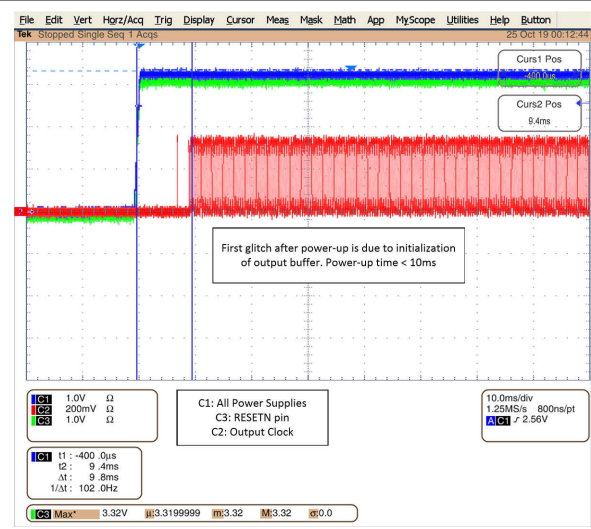 File Edit Vert Horz/Acq Trig Display Cursor Meas Mask Math App MyScope Utilities Help Button
Tek Stopped Single Seq 1 Acqs 25 Oct 19 00:12:44
Curs1 Pos
-400.0us
Curs2 Pos
9.4ms
First glitch after power-up is due to initialization
of output buffer. Power-up time < 10ms
C1 1.0V Ω
C2 200mV Ω
C3 1.0V Ω
C1: All Power Supplies
C3: RESETN pin
C2: Output Clock
10.0ms/div
1.25MS/s 800ns/pt
A C1 ∫ 2.56V
C1 t1: -400.0µs
t2: 9.4ms
Δt: 9.8ms
1/Δt: 102.0Hz
C3 Max* 3.32V µ:3.3199999 m:3.32 M:3.32 σ:0.0